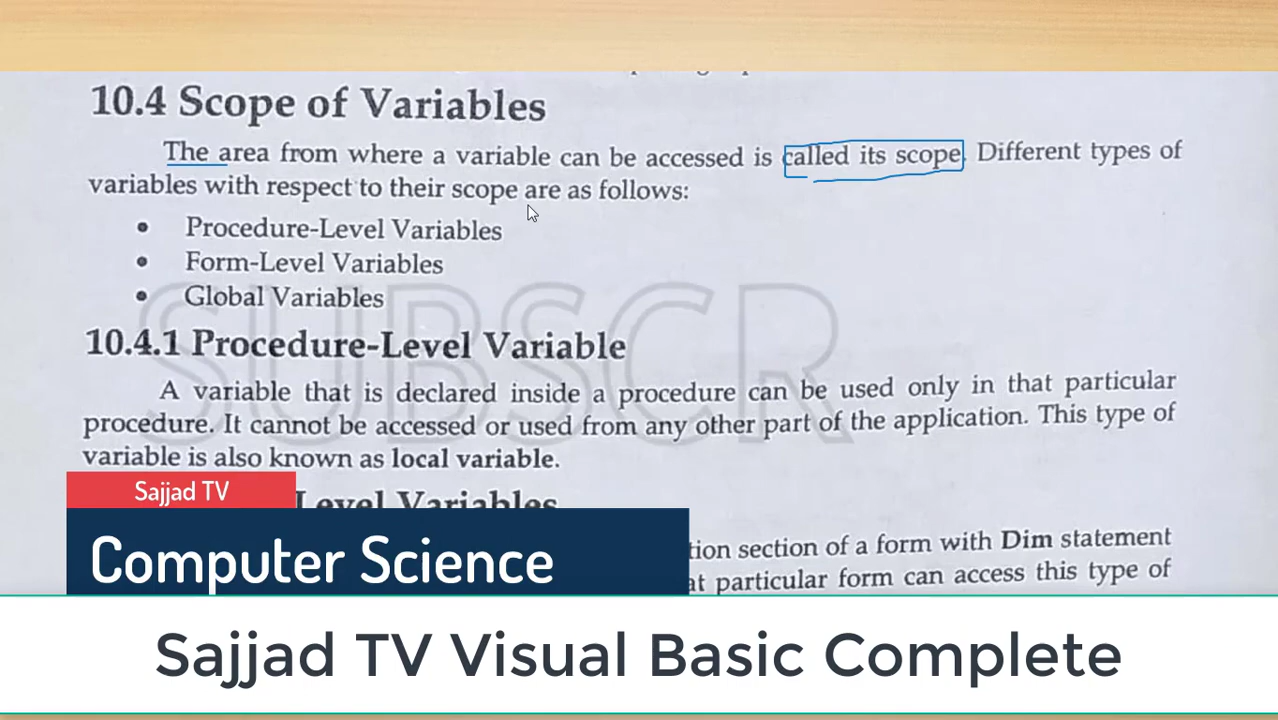 10.4 Scope of Variables
The area from where a variable can be accessed is called its scope. Different types of
variables with respect to their scope are as follows:
• Procedure-Level Variables
• Form-Level Variables
• Global Variables
SUBSCR
10.4.1 Procedure-Level Variable
A variable that is declared inside a procedure can be used only in that particular
procedure. It cannot be accessed or used from any other part of the application. This type of
variable is also known as local variable.
Sajjad TV
Level Variables
Computer Science
tion section of a form with Dim statement
at particular form can access this type of
Sajjad TV Visual Basic Complete